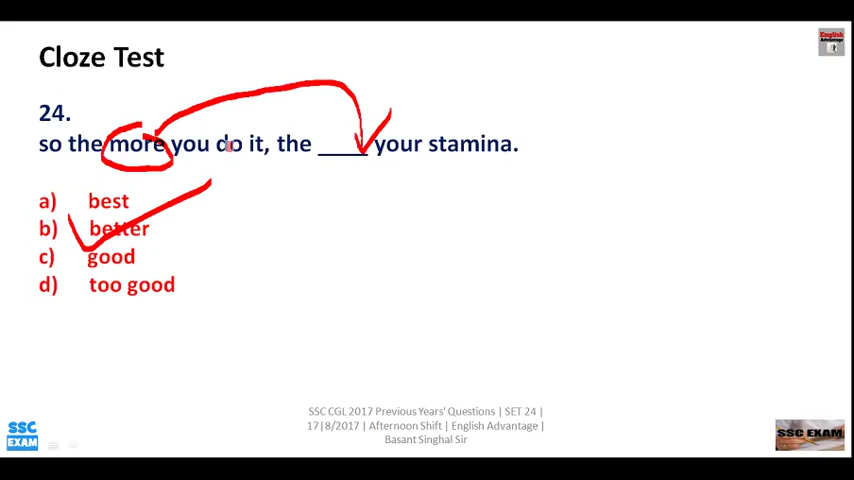 English
Advantage
Cloze Test
24.
so the more you do it, the ____ your stamina.
a) best
b) better
c) good
d) too good
SSC CGL 2017 Previous Years' Questions | SET 24 |
17|8/2017 | Afternoon Shift | English Advantage |
Basant Singhal Sir
SSC
EXAM
SSC EXAM